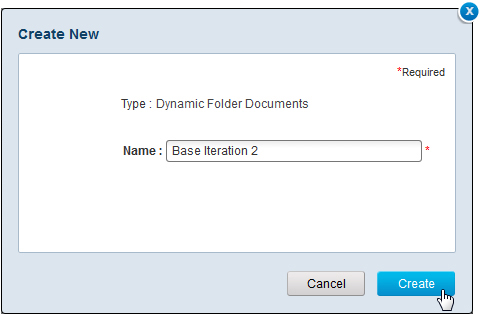 X
Create New
*Required
Type : Dynamic Folder Documents
Name : Base Iteration 2 *
Cancel Create